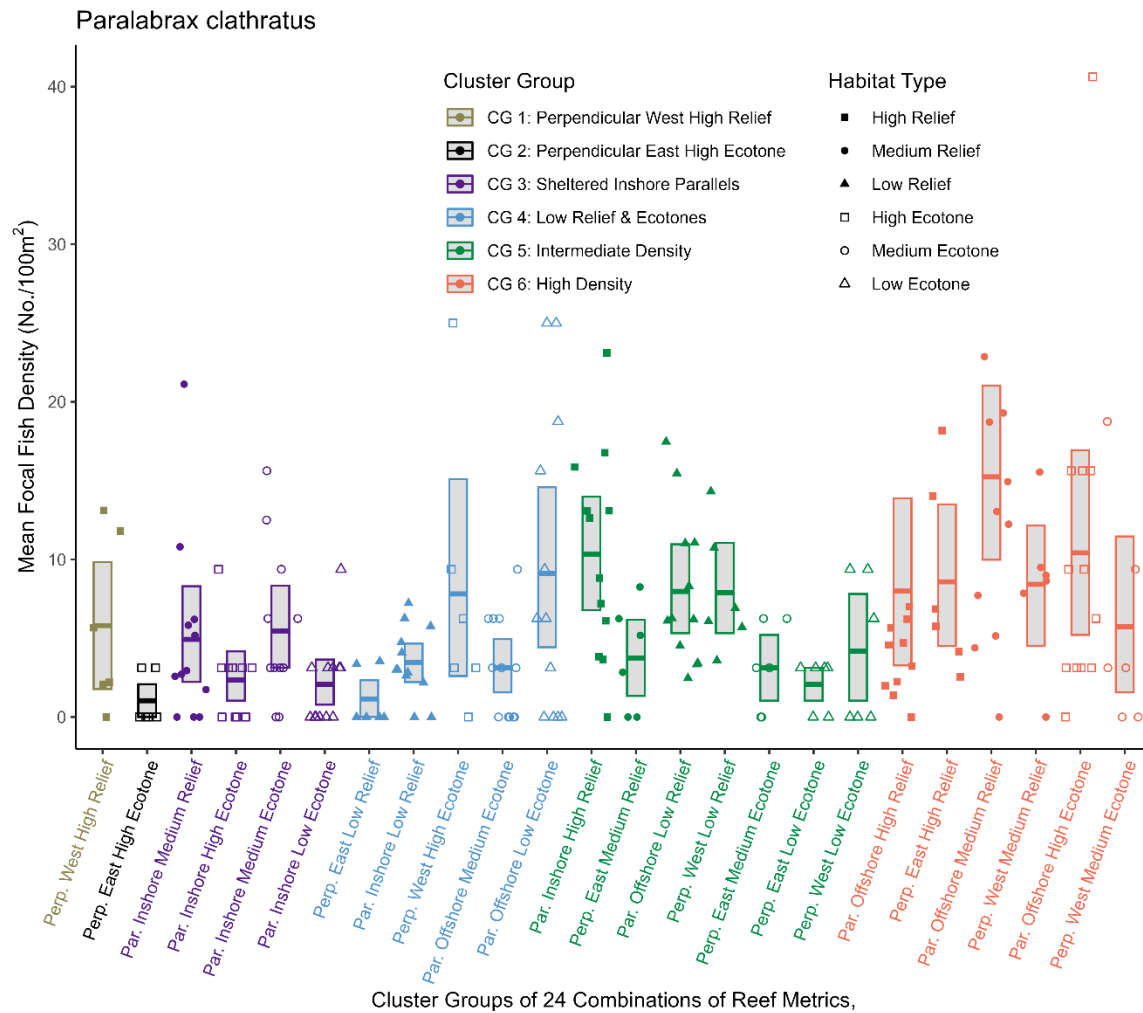 Paralabrax clathratus
Cluster Group
CG 1: Perpendicular West High Relief
CG 2: Perpendicular East High Ecotone
CG 3: Sheltered Inshore Parallels
CG 4: Low Relief & Ecotones
CG 5: Intermediate Density
CG 6: High Density
Habitat Type
High Relief
Medium Relief
Low Relief
High Ecotone
Medium Ecotone
Low Ecotone
Mean Focal Fish Density (No./100m²)
40
30
20
10
0
Perp. West High Relief
Perp. East High Ecotone
Par. Inshore Medium Relief
Par. Inshore High Ecotone
Par. Inshore Medium Ecotone
Par. Inshore Low Ecotone
Perp. East Low Relief
Par. Inshore Low Relief
Perp. West High Ecotone
Par. Offshore Medium Ecotone
Par. Offshore Low Ecotone
Par. Inshore High Relief
Perp. East Medium Relief
Par. Offshore Low Relief
Perp. West Low Relief
Perp. East Medium Ecotone
Perp. East Low Ecotone
Perp. West Low Ecotone
Par. Offshore High Relief
Perp. East High Relief
Par. Offshore Medium Relief
Perp. West Medium Relief
Par. Offshore High Ecotone
Perp. West Medium Ecotone
Cluster Groups of 24 Combinations of Reef Metrics,